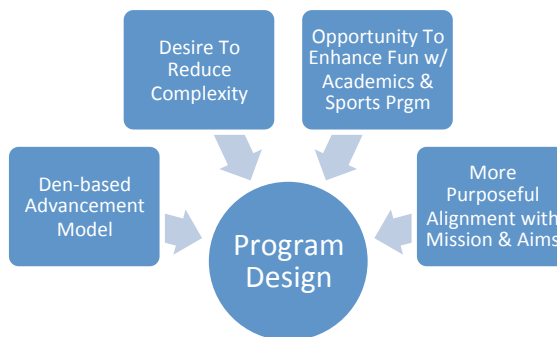 Desire To
Reduce
Complexity
Opportunity To
Enhance Fun w/
Academics &
Sports Prgm
Den-based
Advancement
Model
More
Purposeful
Alignment with
Mission & Aims
Program
Design